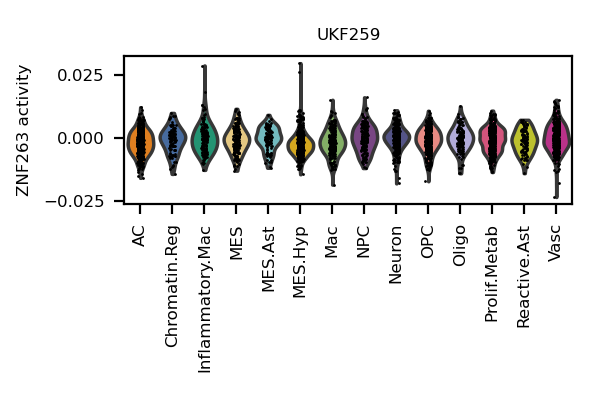 UKF259
ZNF263 activity
0.025
0.000
−0.025
AC
Chromatin.Reg
Inflammatory.Mac
MES
MES.Ast
MES.Hyp
Mac
NPC
Neuron
OPC
Oligo
Prolif.Metab
Reactive.Ast
Vasc